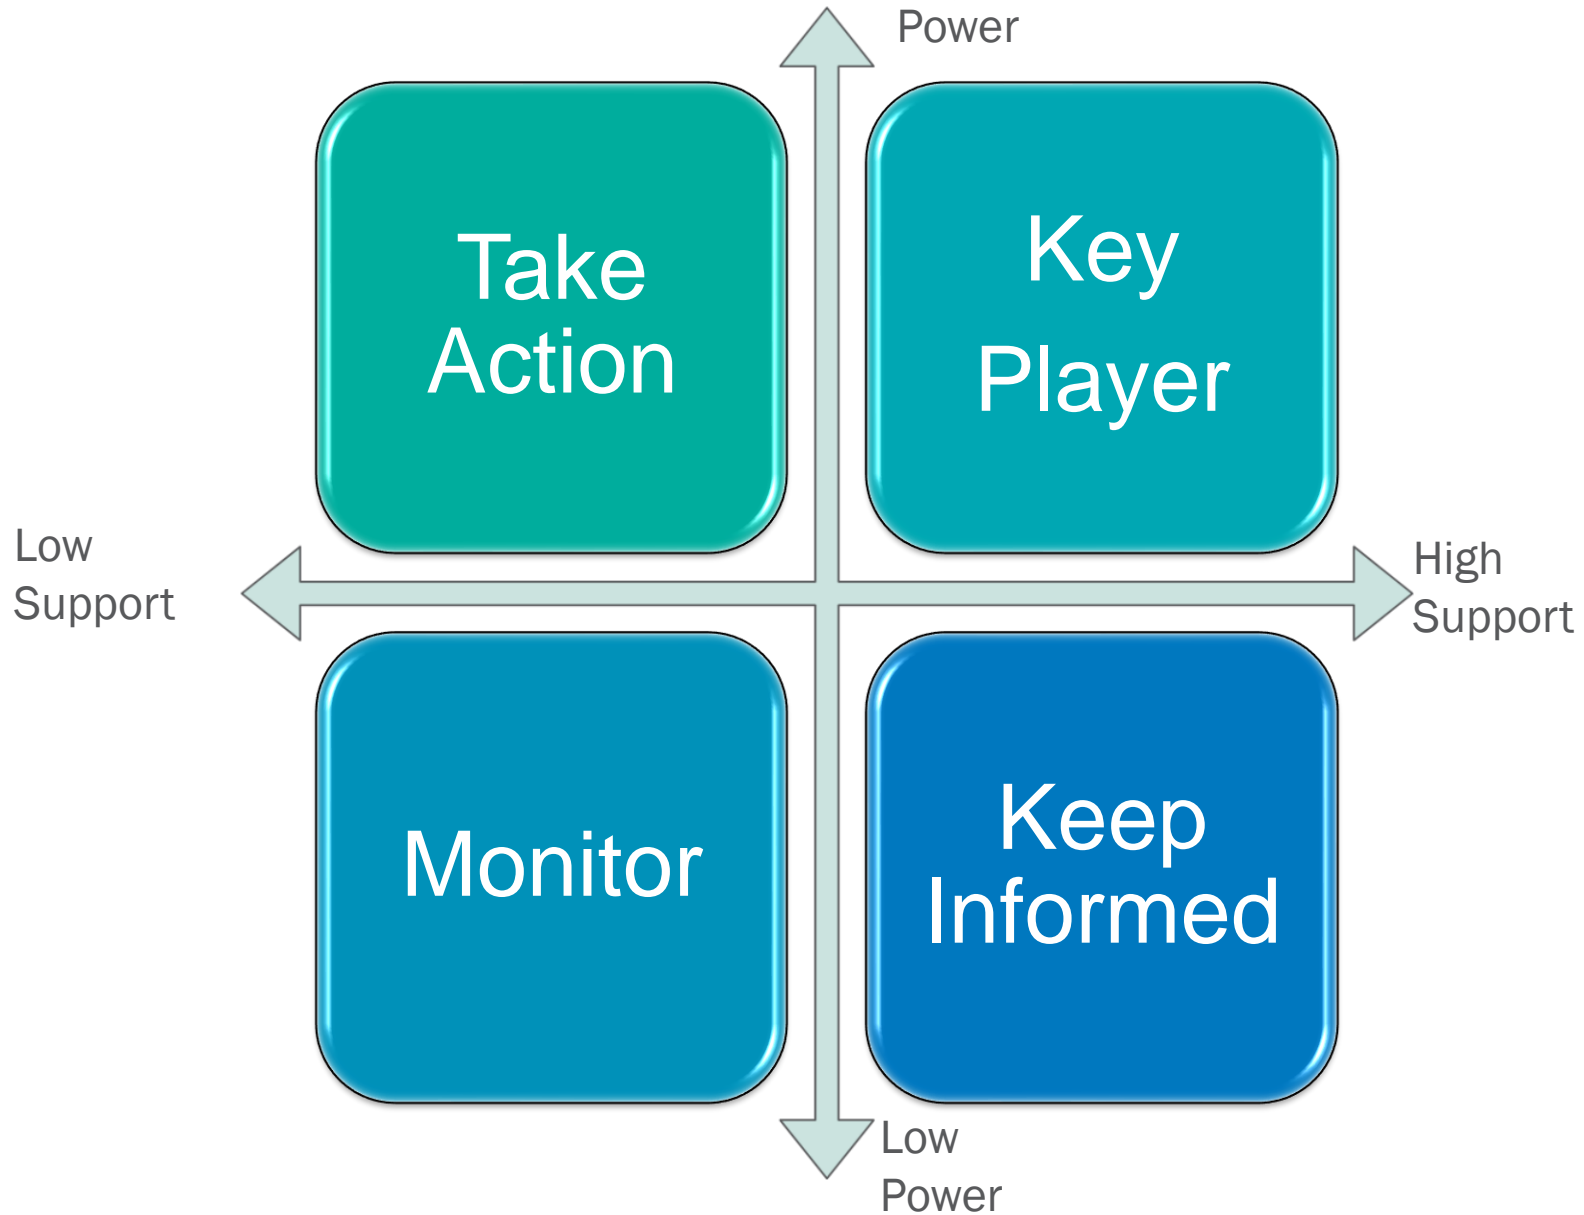 Power
Take
Action
Key
Player
Low
Support
High
Support
Monitor
Keep
Informed
Low
Power